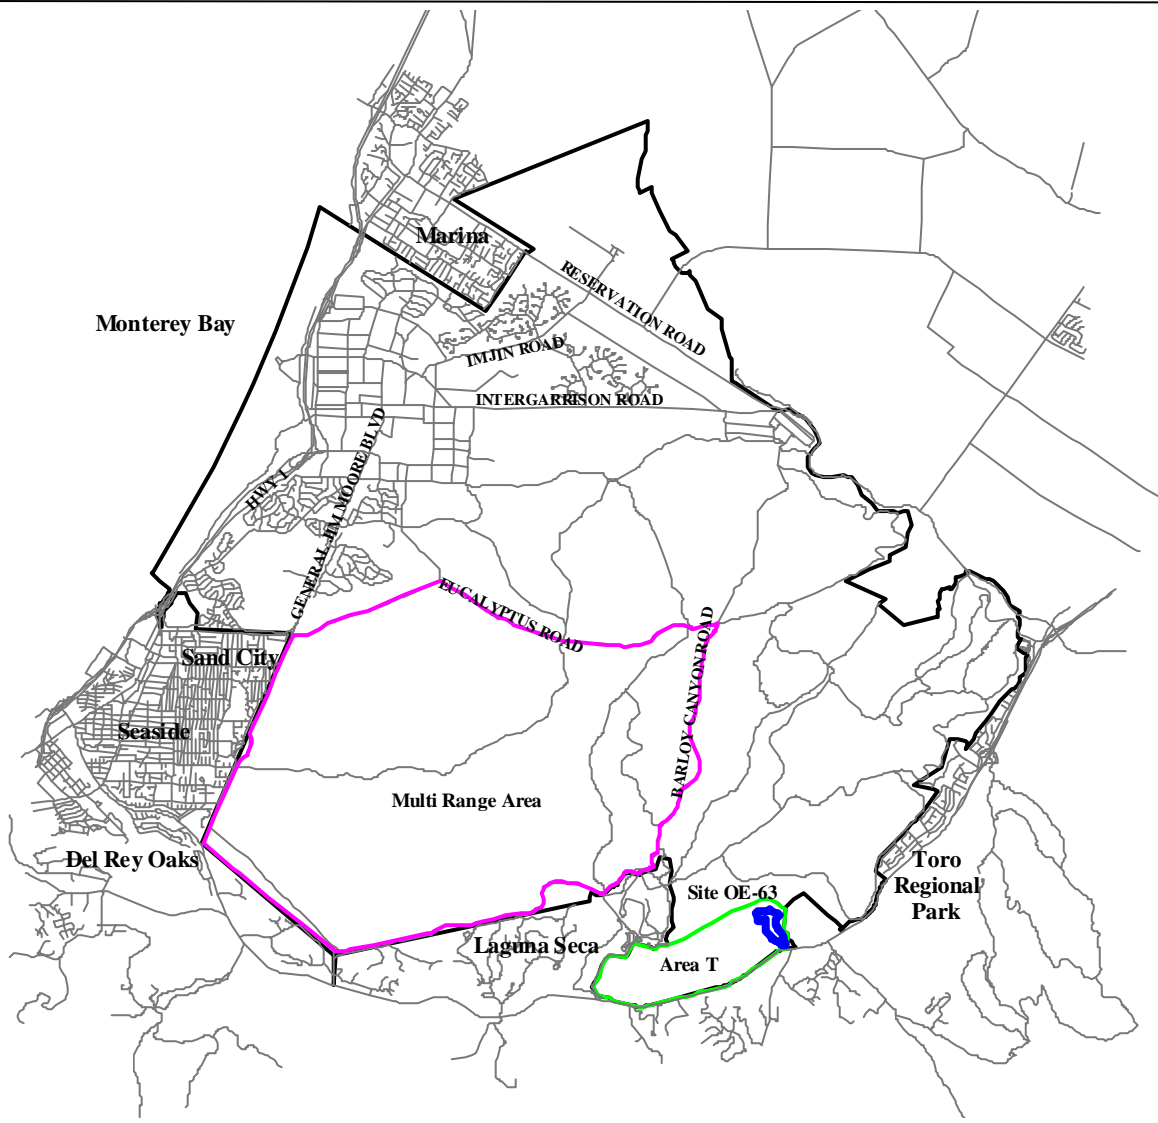 Marina
RESERVATION ROAD
Monterey Bay
IMJIN ROAD
INTERGARRISON ROAD
HWY 1
GENERAL JIM MOORE BLVD
EUCALYPTUS ROAD
BARLOY CANYON ROAD
Sand City
Seaside
Multi Range Area
Del Rey Oaks
Toro
Regional
Park
Site OE-63
Laguna Seca
Area T